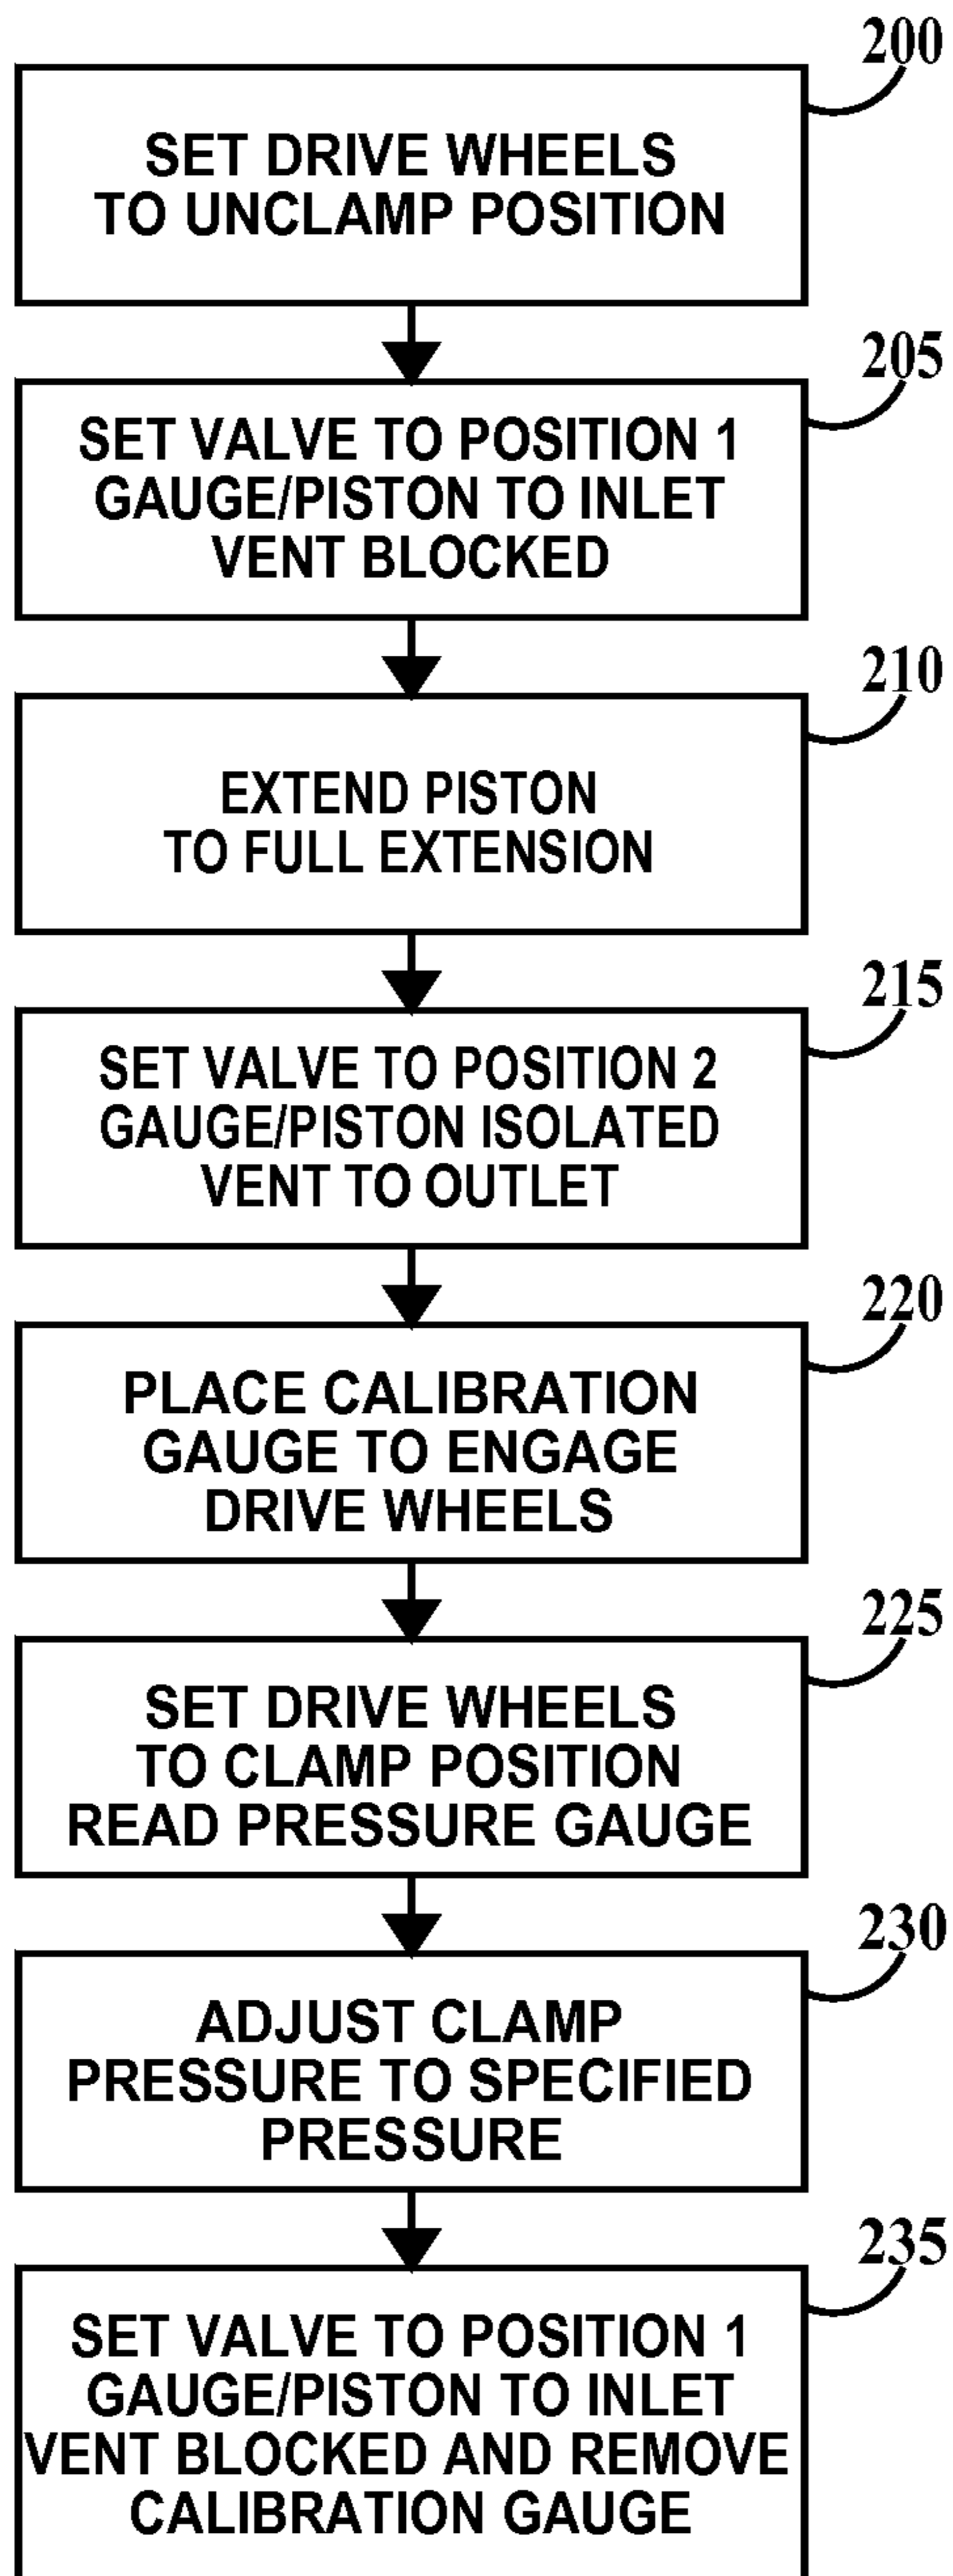 200
SET DRIVE WHEELS
TO UNCLAMP POSITION
205
SET VALVE TO POSITION 1
GAUGE/PISTON TO INLET
VENT BLOCKED
210
EXTEND PISTON
TO FULL EXTENSION
215
SET VALVE TO POSITION 2
GAUGE/PISTON ISOLATED
VENT TO OUTLET
220
PLACE CALIBRATION
GAUGE TO ENGAGE
DRIVE WHEELS
225
SET DRIVE WHEELS
TO CLAMP POSITION
READ PRESSURE GAUGE
230
ADJUST CLAMP
PRESSURE TO SPECIFIED
PRESSURE
235
SET VALVE TO POSITION 1
GAUGE/PISTON TO INLET
VENT BLOCKED AND REMOVE
CALIBRATION GAUGE